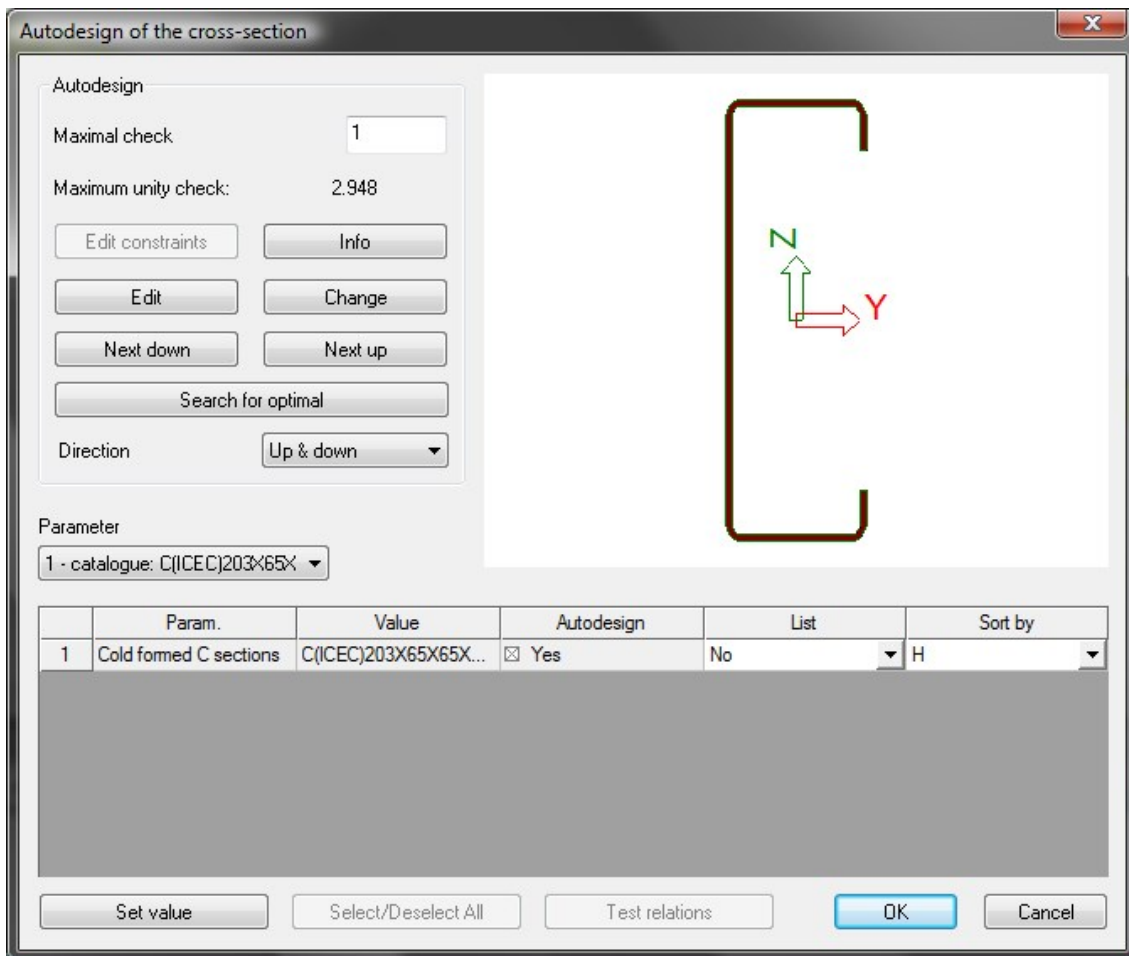 Autodesign of the cross-section
Autodesign
Maximal check 1
Maximum unity check: 2.948
Edit constraints Info
Edit Change
Next down Next up
Search for optimal
Direction Up & down
Z
Y
Parameter
1 - catalogue: C(ICEC)203X65X
Param. Value Autodesign List Sort by
1 Cold formed C sections C(ICEC)203X65X65X... Yes No H
Set value Select/Deselect All Test relations OK Cancel